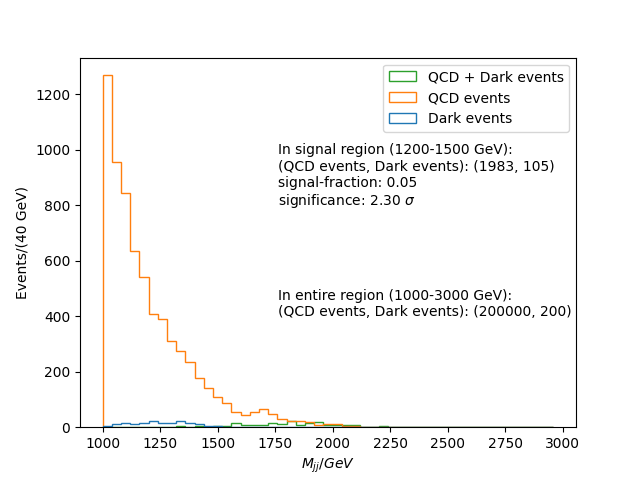 QCD + Dark events
QCD events
Dark events
In signal region (1200-1500 GeV):
(QCD events, Dark events): (1983, 105)
signal-fraction: 0.05
significance: 2.30 σ
In entire region (1000-3000 GeV):
(QCD events, Dark events): (200000, 200)
Events/(40 GeV)
1200
1000
800
600
400
200
0
1000 1250 1500 1750 2000 2250 2500 2750 3000
M_{jj}/GeV